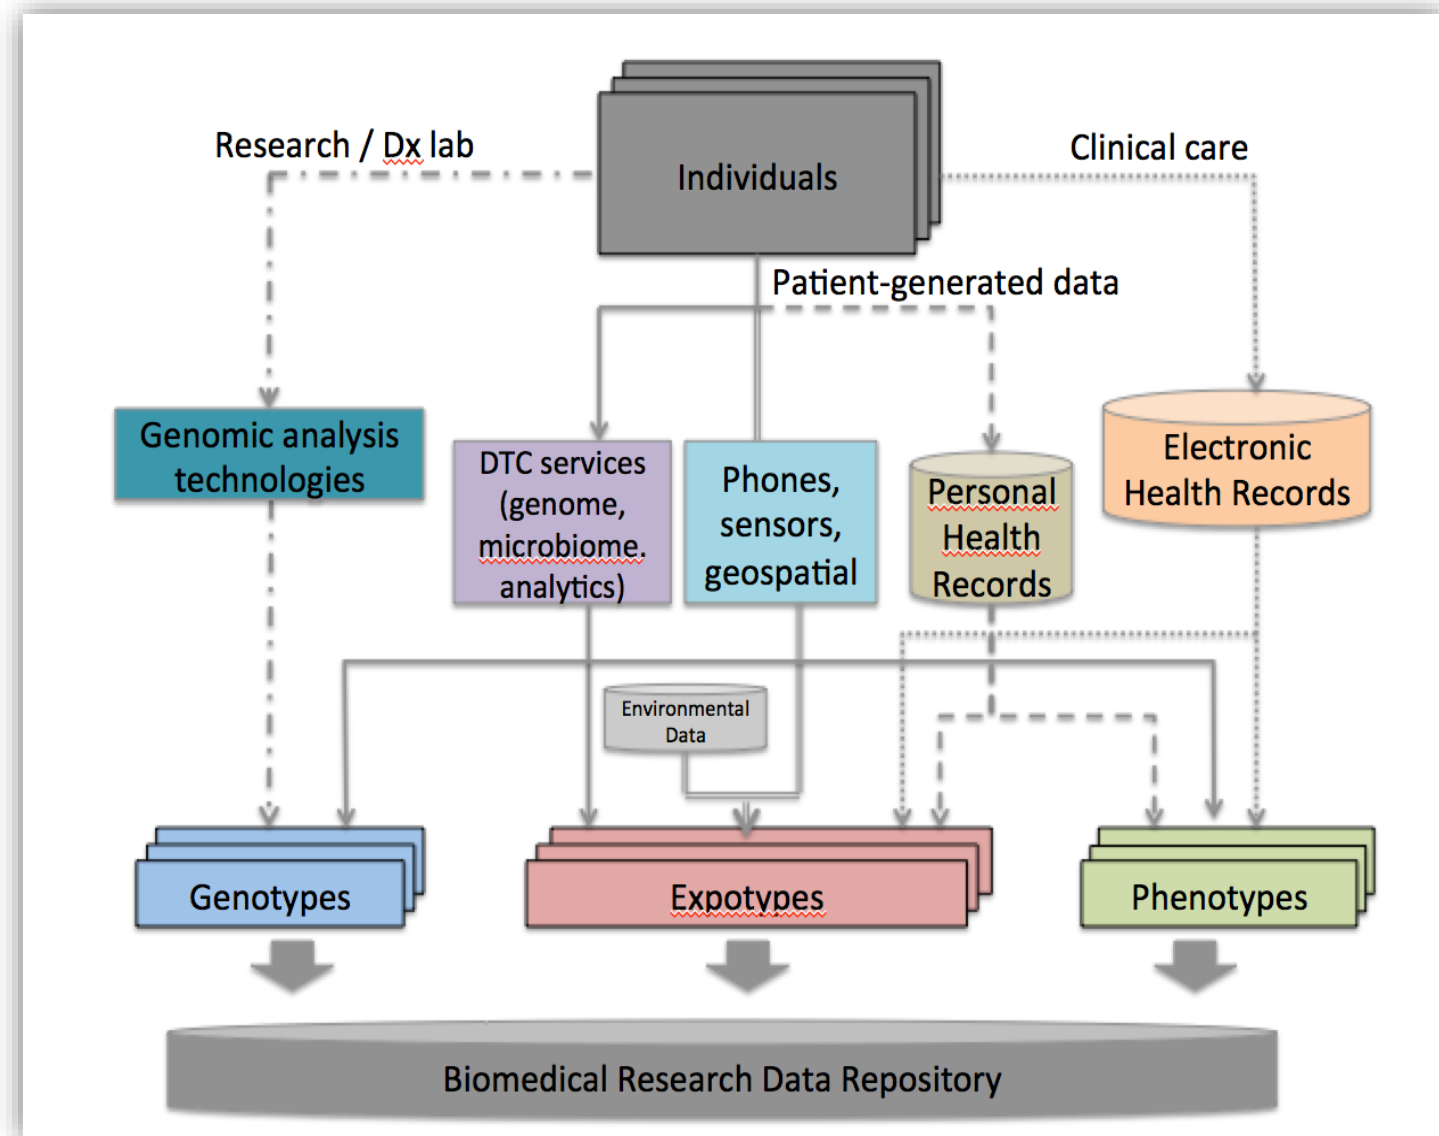 Research / Dx lab
Individuals
Clinical care
Patient-generated data
Genomic analysis
technologies
DTC services
(genome,
microbiome.
analytics)
Phones,
sensors,
geospatial
Personal
Health
Records
Electronic
Health Records
Environmental
Data
Genotypes
Expotypes
Phenotypes
Biomedical Research Data Repository